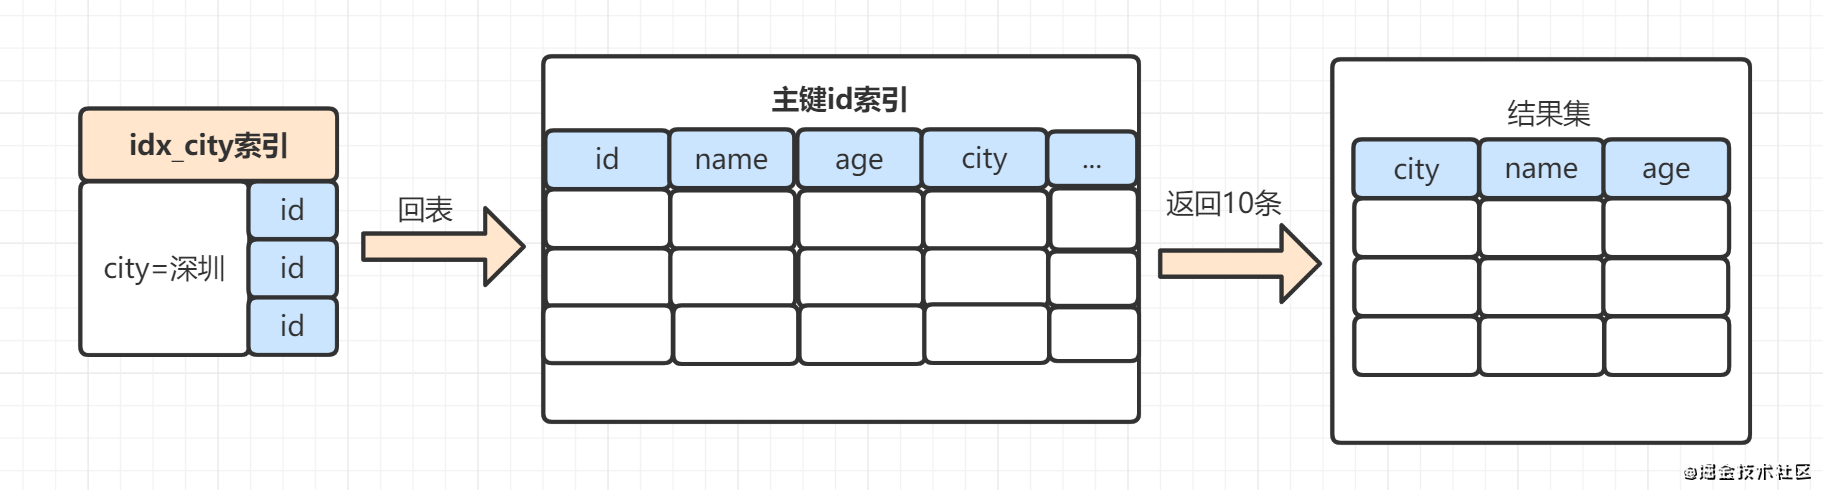 idx_city索引
city=深圳
id
id
id
回表
主键id索引
id
name
age
city
...
返回10条
结果集
city
name
age
@掘金技术社区